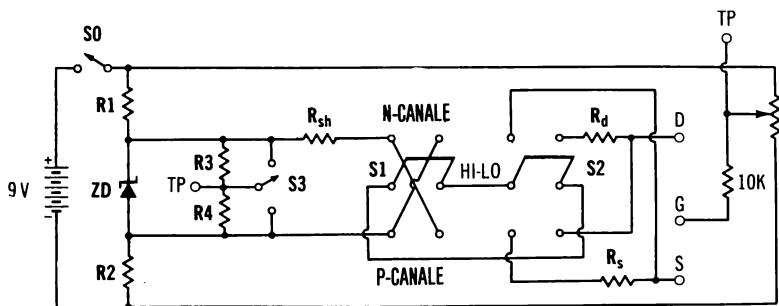 TP
S0
R1
N-CANALE
Rsh
Rd
D
R3
S1
HI-LO
S2
+
9 V
ZD
TP
S3
10K
R4
G
−
R2
P-CANALE
Rs
S